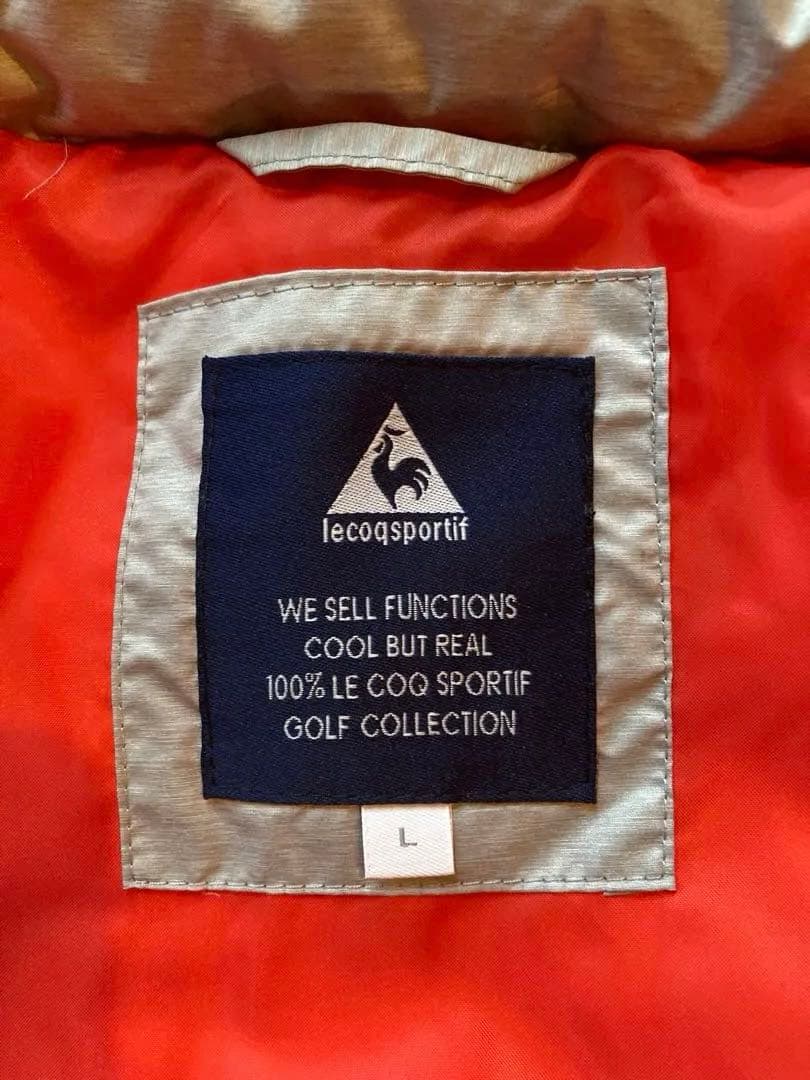 lecoqsportif
WE SELL FUNCTIONS
COOL BUT REAL
100% LE COQ SPORTIF
GOLF COLLECTION
L